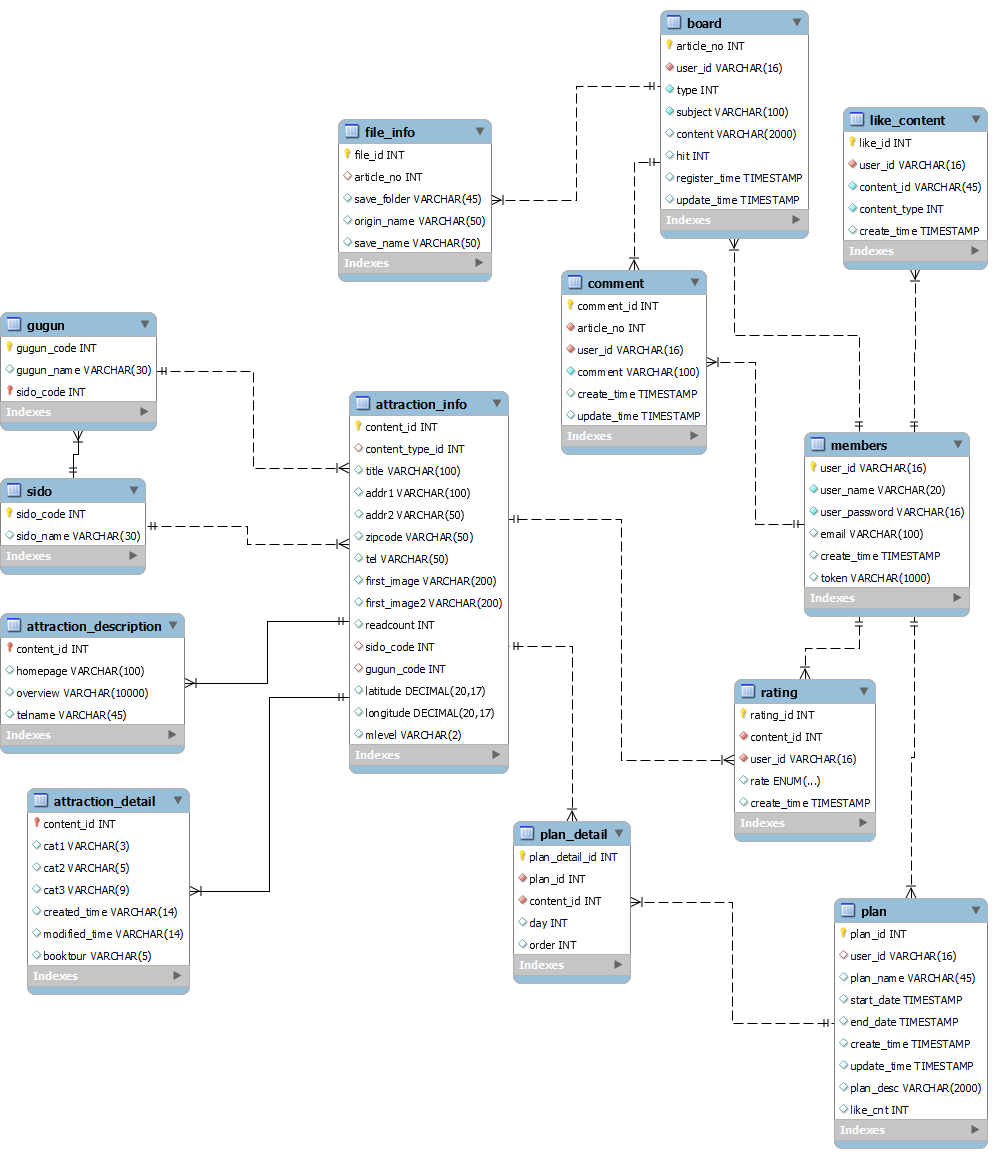 board
article_no INT
user_id VARCHAR(16)
type INT
subject VARCHAR(100)
content VARCHAR(2000)
hit INT
register_time TIMESTAMP
update_time TIMESTAMP
Indexes
file_info
file_id INT
article_no INT
save_folder VARCHAR(45)
origin_name VARCHAR(50)
save_name VARCHAR(50)
Indexes
like_content
like_id INT
user_id VARCHAR(16)
content_id VARCHAR(45)
content_type INT
create_time TIMESTAMP
Indexes
comment
comment_id INT
article_no INT
user_id VARCHAR(16)
comment VARCHAR(100)
create_time TIMESTAMP
update_time TIMESTAMP
Indexes
gugun
gugun_code INT
gugun_name VARCHAR(30)
sido_code INT
Indexes
sido
sido_code INT
sido_name VARCHAR(30)
Indexes
attraction_info
content_id INT
content_type_id INT
title VARCHAR(100)
addr1 VARCHAR(100)
addr2 VARCHAR(50)
zipcode VARCHAR(50)
tel VARCHAR(50)
first_image VARCHAR(200)
first_image2 VARCHAR(200)
readcount INT
sido_code INT
gugun_code INT
latitude DECIMAL(20,17)
longitude DECIMAL(20,17)
mlevel VARCHAR(2)
Indexes
members
user_id VARCHAR(16)
user_name VARCHAR(20)
user_password VARCHAR(16)
email VARCHAR(100)
create_time TIMESTAMP
token VARCHAR(1000)
Indexes
attraction_description
content_id INT
homepage VARCHAR(100)
overview VARCHAR(10000)
telname VARCHAR(45)
Indexes
attraction_detail
content_id INT
cat1 VARCHAR(3)
cat2 VARCHAR(5)
cat3 VARCHAR(9)
created_time VARCHAR(14)
modified_time VARCHAR(14)
booktour VARCHAR(5)
Indexes
rating
rating_id INT
content_id INT
user_id VARCHAR(16)
rate ENUM(...)
create_time TIMESTAMP
Indexes
plan_detail
plan_detail_id INT
plan_id INT
content_id INT
day INT
order INT
Indexes
plan
plan_id INT
user_id VARCHAR(16)
plan_name VARCHAR(45)
start_date TIMESTAMP
end_date TIMESTAMP
create_time TIMESTAMP
update_time TIMESTAMP
plan_desc VARCHAR(2000)
like_cnt INT
Indexes